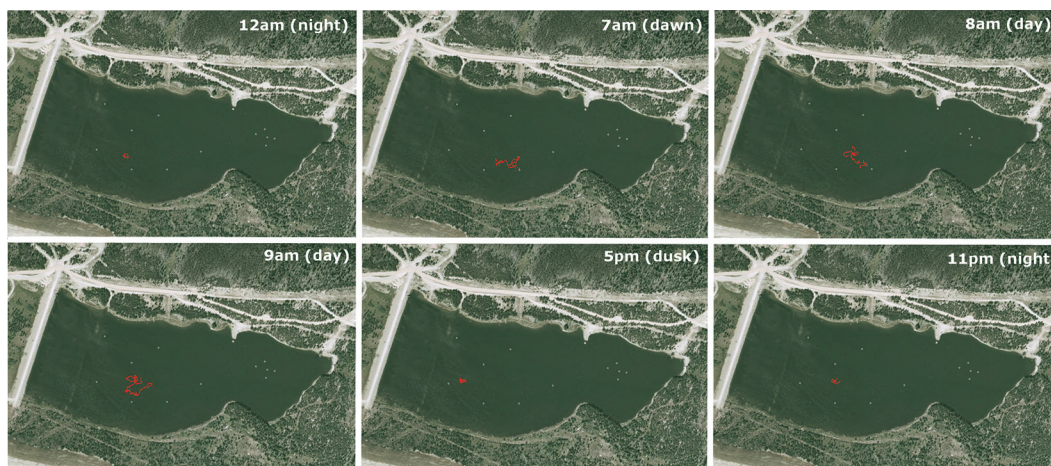 12am (night)
7am (dawn)
8am (day)
9am (day)
5pm (dusk)
11pm (night